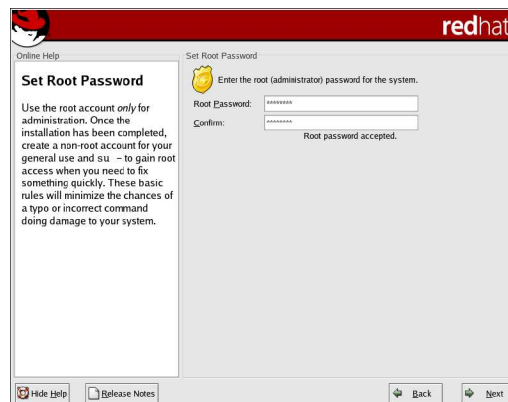 redhat
Online Help
Set Root Password
Use the root account only for
administration. Once the
installation has been completed,
create a non-root account for your
general use and su - to gain root
access when you need to fix
something quickly. These basic
rules will minimize the chances of
a typo or incorrect command
doing damage to your system.
Set Root Password
Enter the root (administrator) password for the system.
Root Password: ********
Confirm: ********
Root password accepted.
Hide Help
Release Notes
Back
Next